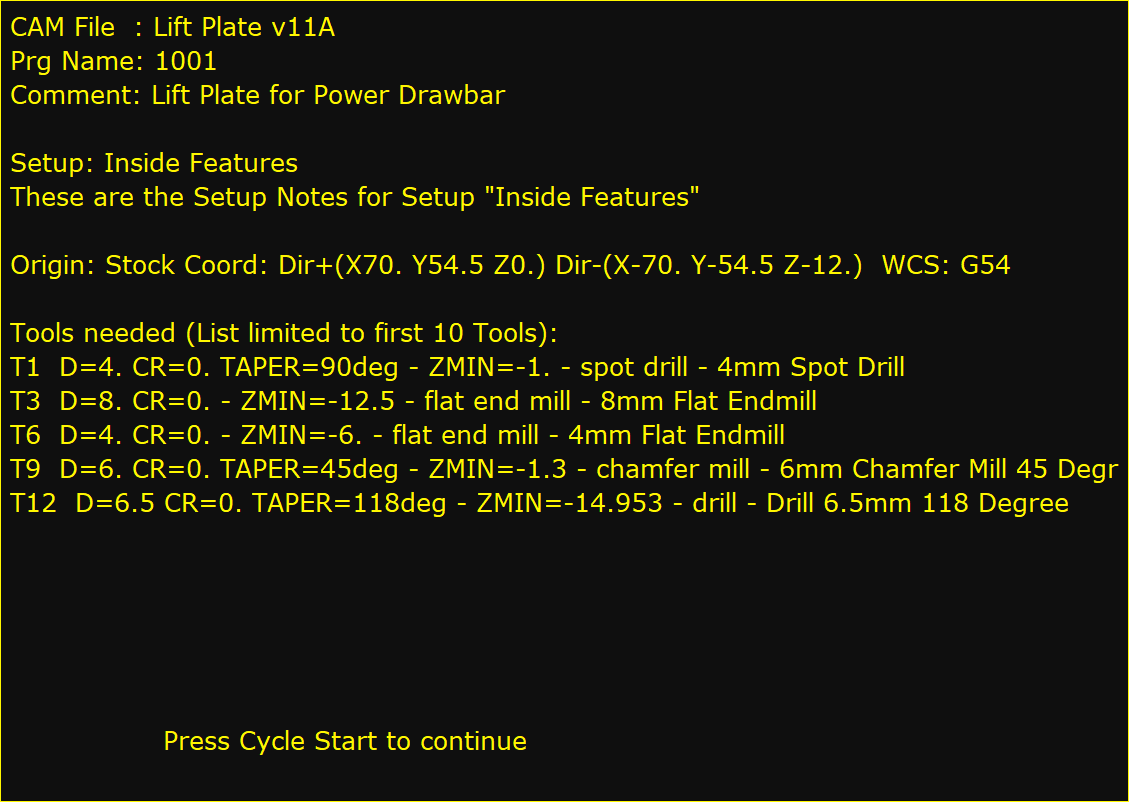 CAM File  : Lift Plate v11A
Prg Name: 1001
Comment: Lift Plate for Power Drawbar
Setup: Inside Features
These are the Setup Notes for Setup "Inside Features"
Origin: Stock Coord: Dir+(X70. Y54.5 Z0.) Dir-(X-70. Y-54.5 Z-12.)  WCS: G54
Tools needed (List limited to first 10 Tools):
T1  D=4. CR=0. TAPER=90deg - ZMIN=-1. - spot drill - 4mm Spot Drill
T3  D=8. CR=0. - ZMIN=-12.5 - flat end mill - 8mm Flat Endmill
T6  D=4. CR=0. - ZMIN=-6. - flat end mill - 4mm Flat Endmill
T9  D=6. CR=0. TAPER=45deg - ZMIN=-1.3 - chamfer mill - 6mm Chamfer Mill 45 Degr
T12  D=6.5 CR=0. TAPER=118deg - ZMIN=-14.953 - drill - Drill 6.5mm 118 Degree
Press Cycle Start to continue